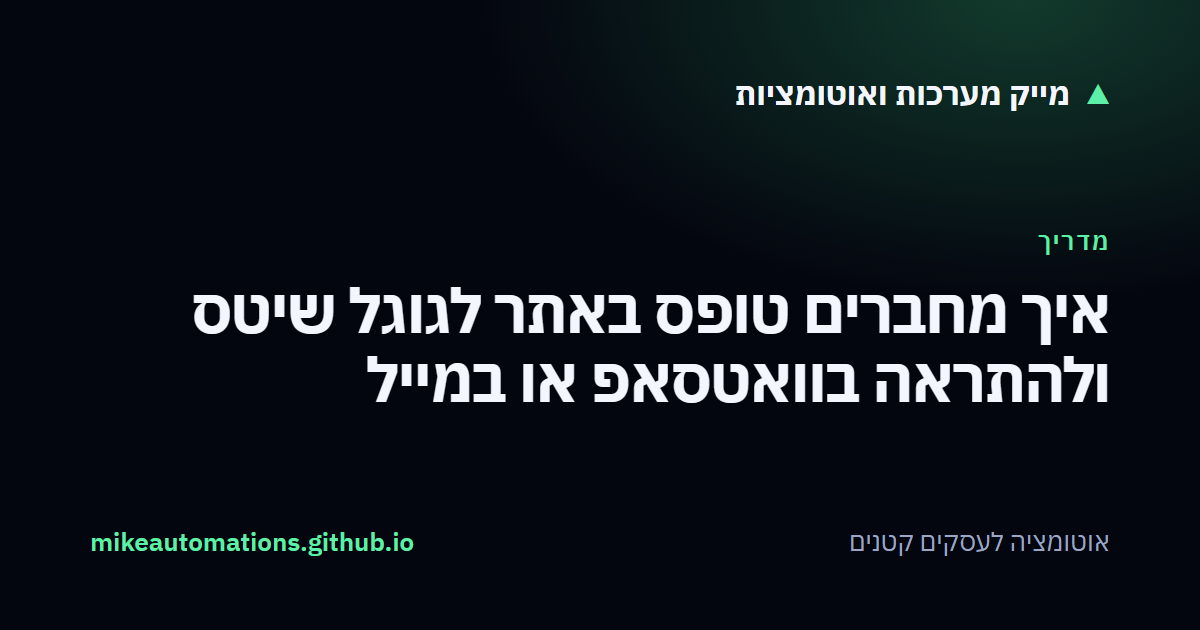 ▲ מייק מערכות ואוטומציות
מדריך
איך מחברים טופס באתר לגוגל שיטס
ולהתראה בוואטסאפ או במייל
אוטומציה לעסקים קטנים
mikeautomations.github.io